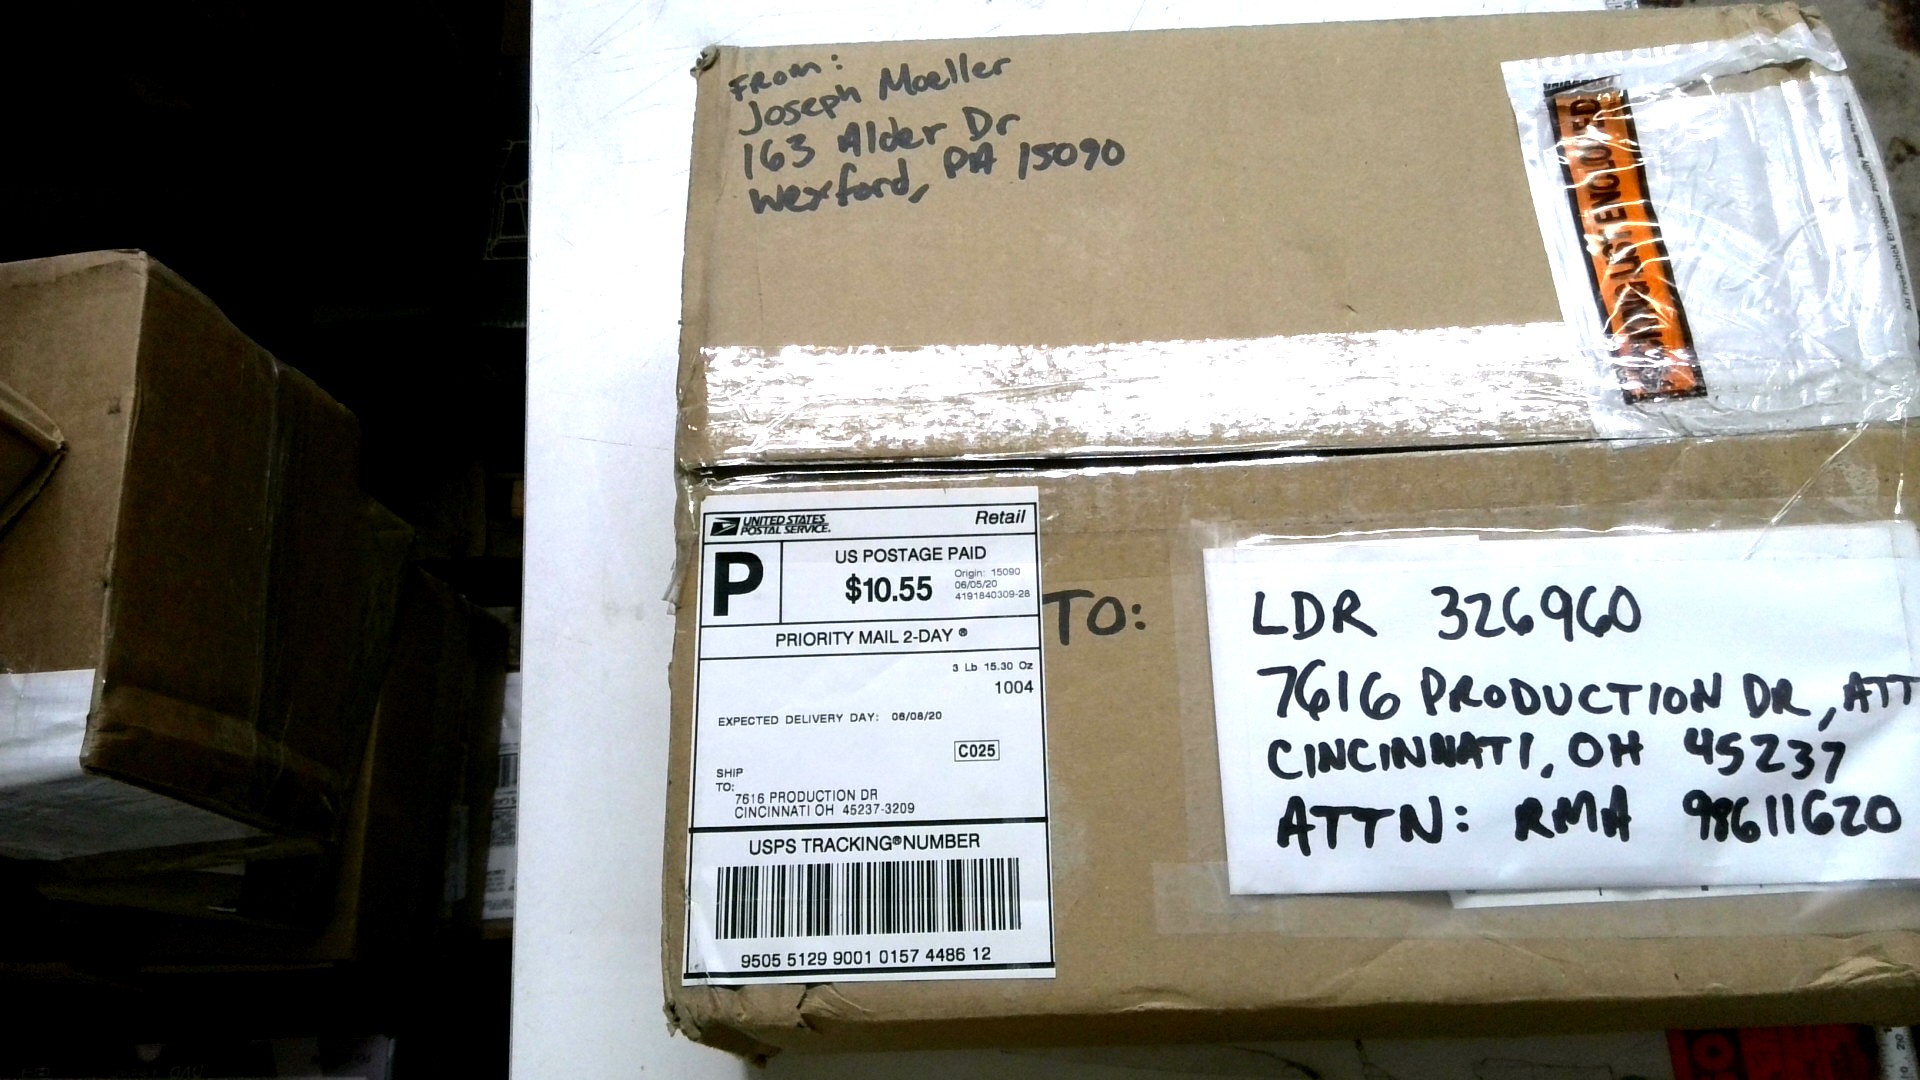 From:
Joseph Moeller
163 Alder Dr
Wexford, PA 15090
ENCLOSED
UNITED STATES
POSTAL SERVICE.
Retail
P
US POSTAGE PAID
$10.55
Origin: 15090
06/05/20
4191840309-28
PRIORITY MAIL 2-DAY ®
3 Lb 15.30 Oz
1004
EXPECTED DELIVERY DAY: 06/08/20
C025
SHIP
TO:
7616 PRODUCTION DR
CINCINNATI OH 45237-3209
USPS TRACKING® NUMBER
9505 5129 9001 0157 4486 12
TO:
LDR 326960
7616 PRODUCTION DR, ATT
CINCINNATI, OH 45237
ATTN: RMA 98611620